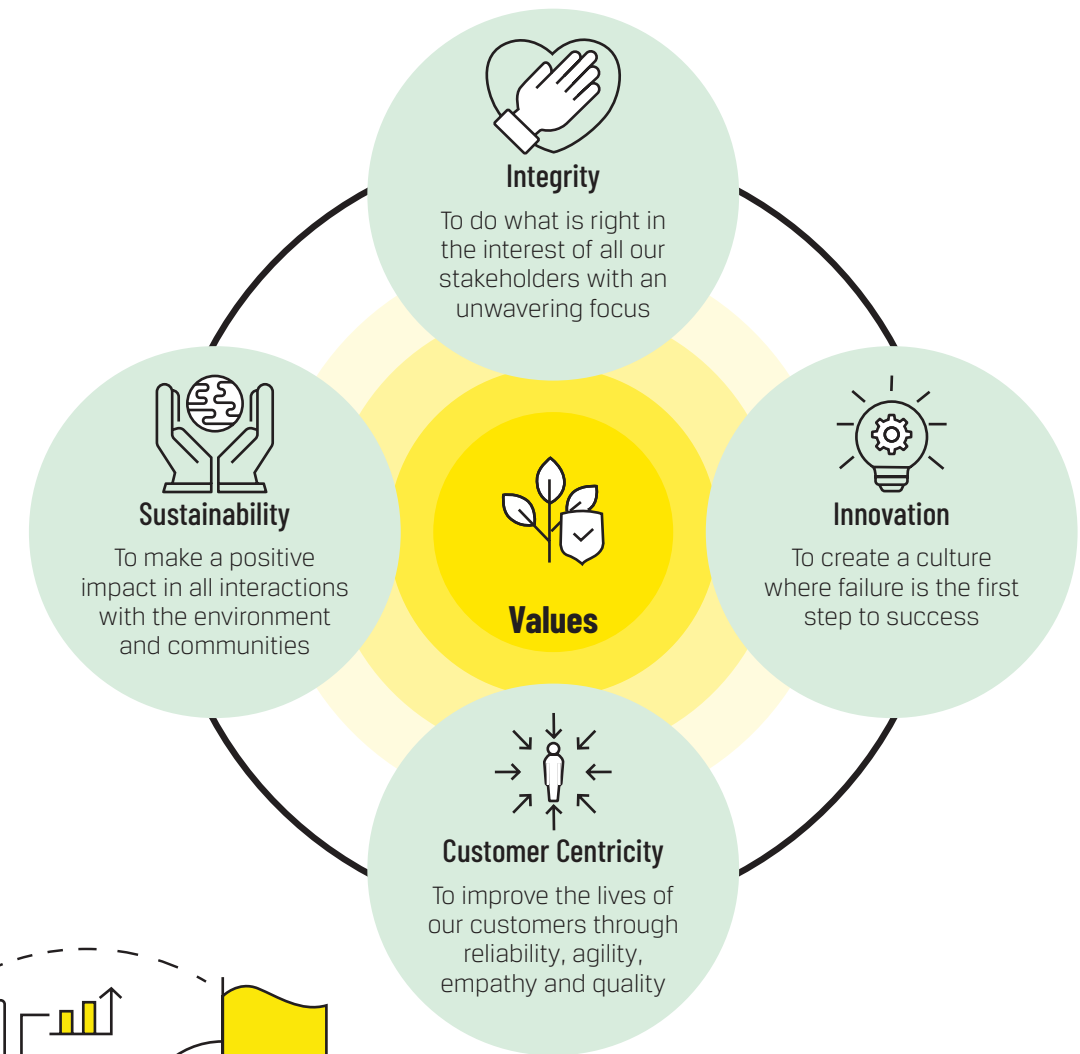 Integrity
To do what is right in
the interest of all our
stakeholders with an
unwavering focus
Sustainability
To make a positive
impact in all interactions
with the environment
and communities
Values
Innovation
To create a culture
where failure is the first
step to success
Customer Centricity
To improve the lives of
our customers through
reliability, agility,
empathy and quality